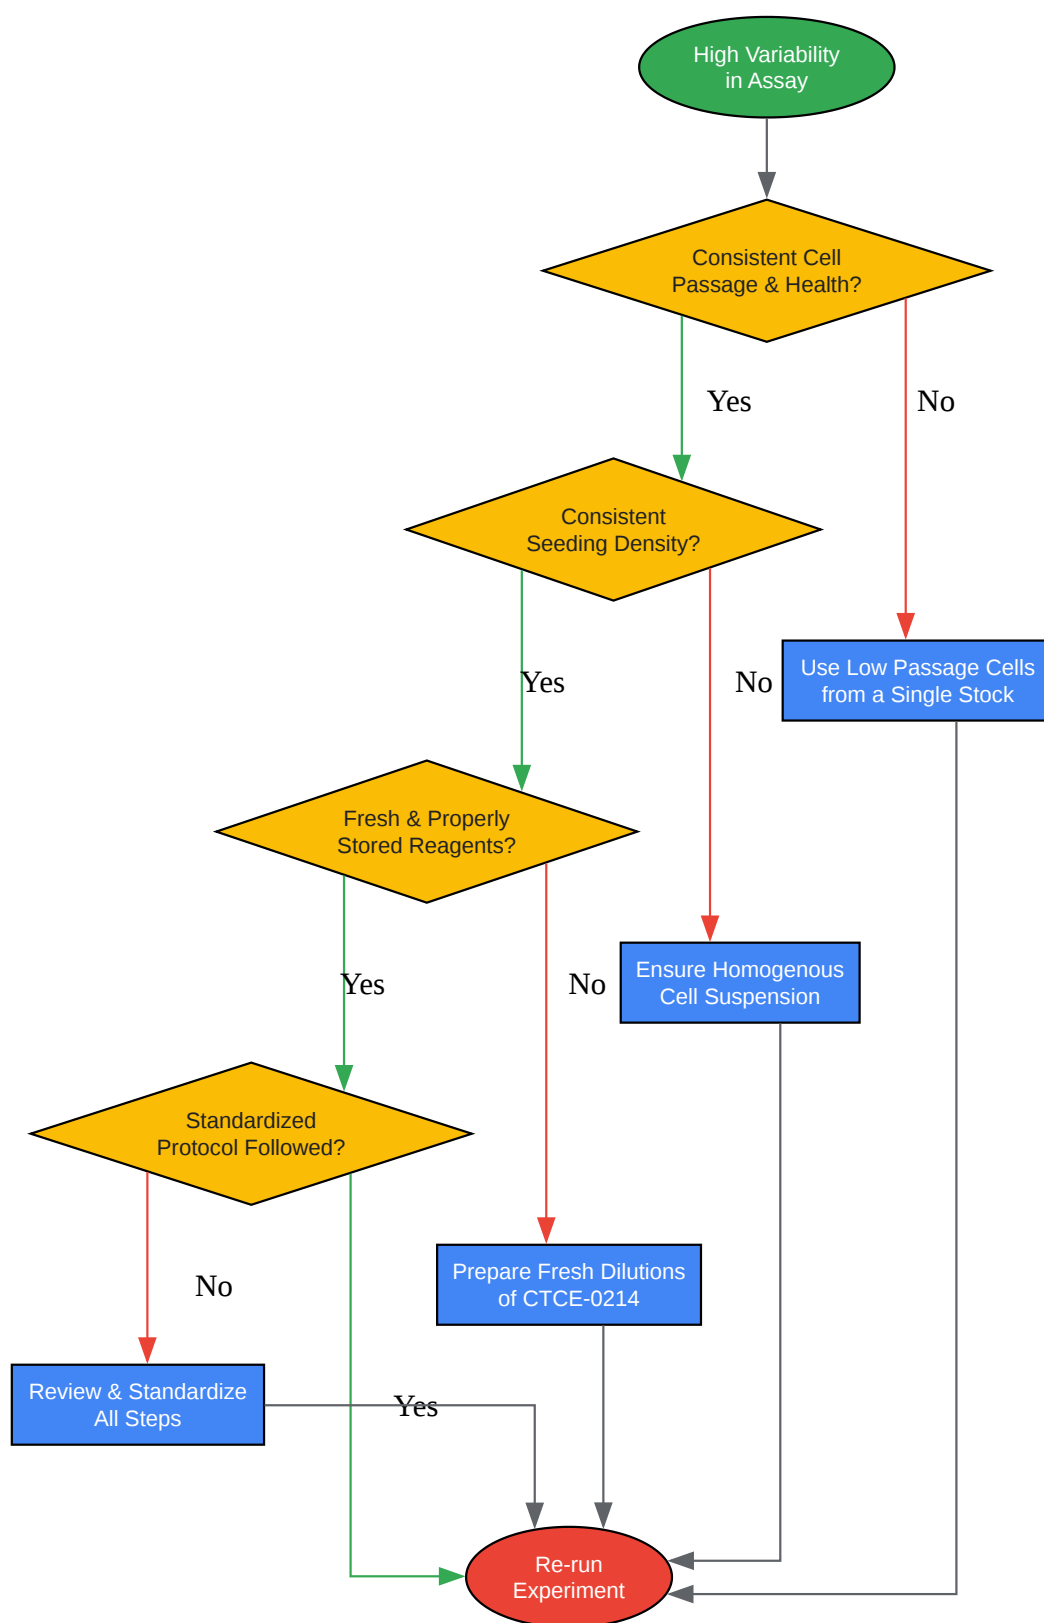 High Variability
in Assay
Consistent Cell
Passage & Health?
Yes
No
Consistent
Seeding Density?
Yes
No
Use Low Passage Cells
from a Single Stock
Fresh & Properly
Stored Reagents?
Yes
No
Ensure Homogenous
Cell Suspension
Standardized
Protocol Followed?
No
Prepare Fresh Dilutions
of CTCE-0214
Review & Standardize
All Steps
Yes
Re-run
Experiment